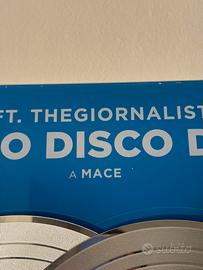 FT. THEGIORNALIST
O DISCO D
A MACE
subito